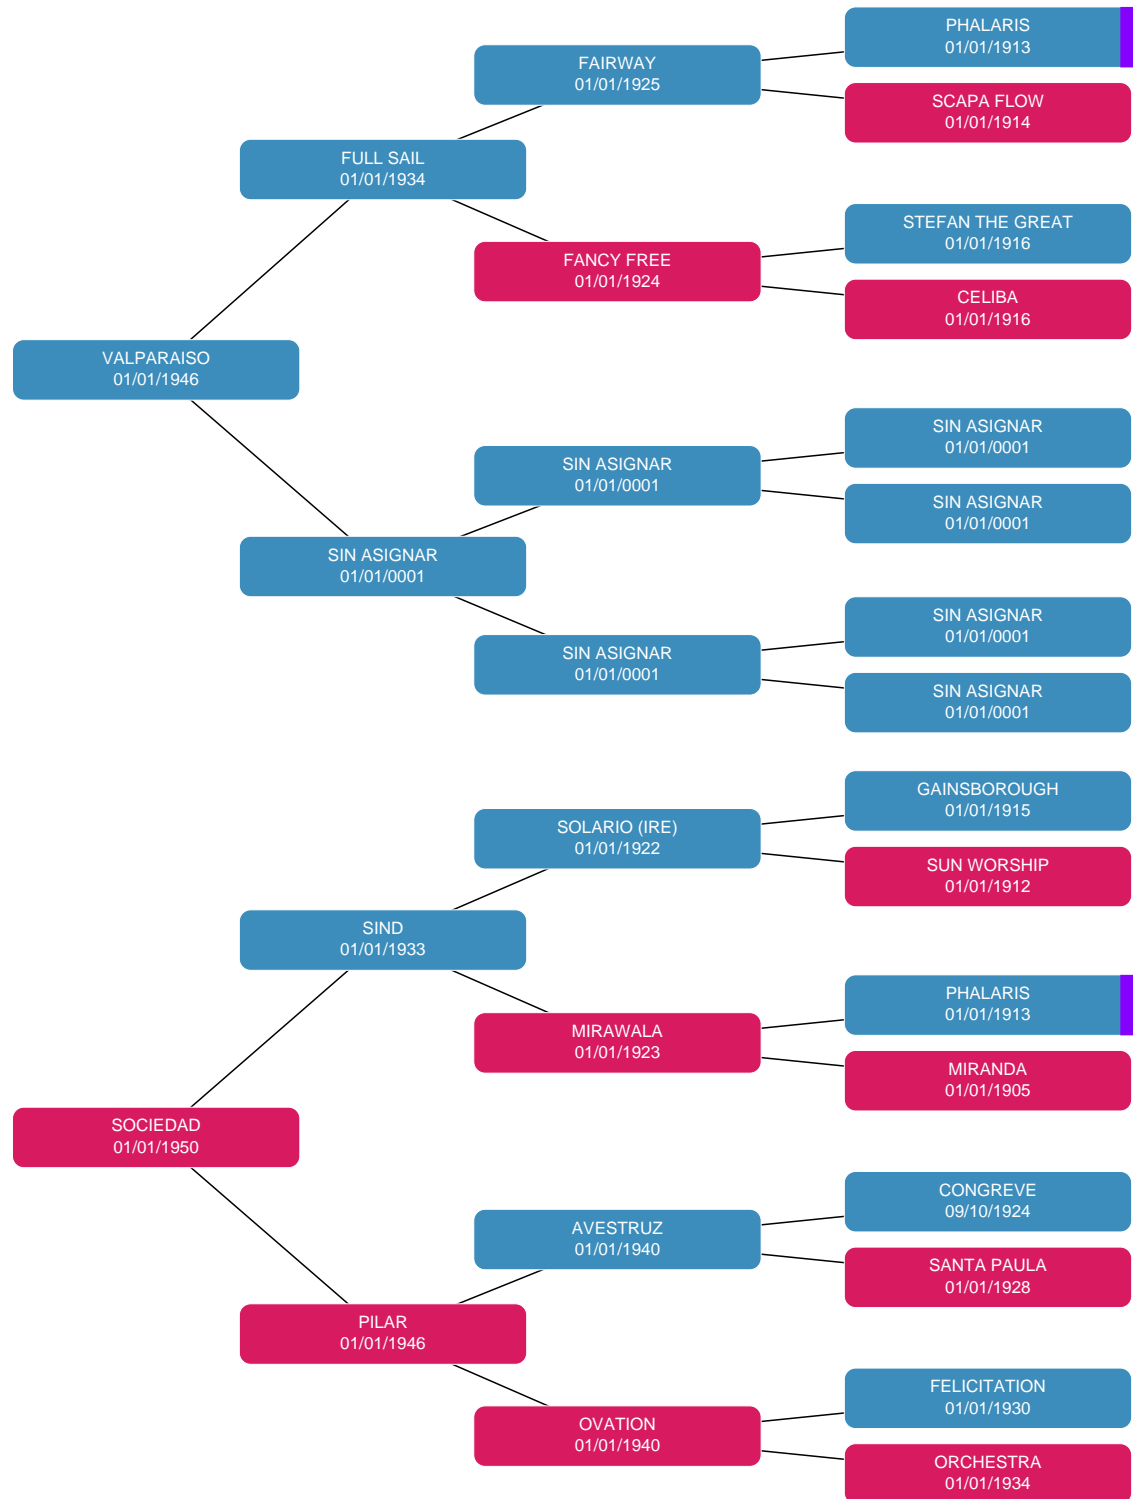 PHALARIS
01/01/1913
FAIRWAY
01/01/1925
SCAPA FLOW
01/01/1914
FULL SAIL
01/01/1934
STEFAN THE GREAT
01/01/1916
FANCY FREE
01/01/1924
CELIBA
01/01/1916
VALPARAISO
01/01/1946
SIN ASIGNAR
01/01/0001
SIN ASIGNAR
01/01/0001
SIN ASIGNAR
01/01/0001
SIN ASIGNAR
01/01/0001
SIN ASIGNAR
01/01/0001
SIN ASIGNAR
01/01/0001
SIN ASIGNAR
01/01/0001
GAINSBOROUGH
01/01/1915
SOLARIO (IRE)
01/01/1922
SUN WORSHIP
01/01/1912
SIND
01/01/1933
PHALARIS
01/01/1913
MIRAWALA
01/01/1923
MIRANDA
01/01/1905
SOCIEDAD
01/01/1950
CONGREVE
09/10/1924
AVESTRUZ
01/01/1940
SANTA PAULA
01/01/1928
PILAR
01/01/1946
FELICITATION
01/01/1930
OVATION
01/01/1940
ORCHESTRA
01/01/1934